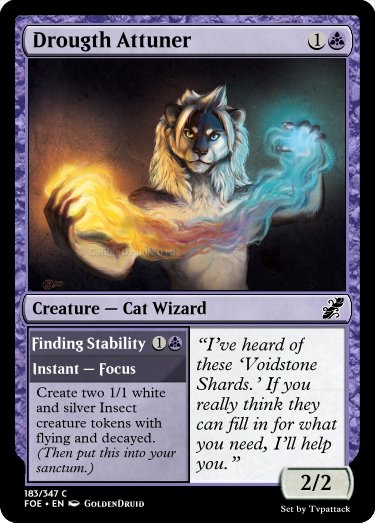 Drougth Attuner 1
Creature — Cat Wizard
Finding Stability 1
Instant — Focus
Create two 1/1 white
and silver Insect
creature tokens with
flying and decayed.
(Then put this into your
sanctum.)
“I’ve heard of
these ‘Voidstone
Shards.’ If you
really think they
can fill in for what
you need, I’ll help
you.”
2/2
183/347 C
FOE • EN GoldenDruid
Set by Tvpattack